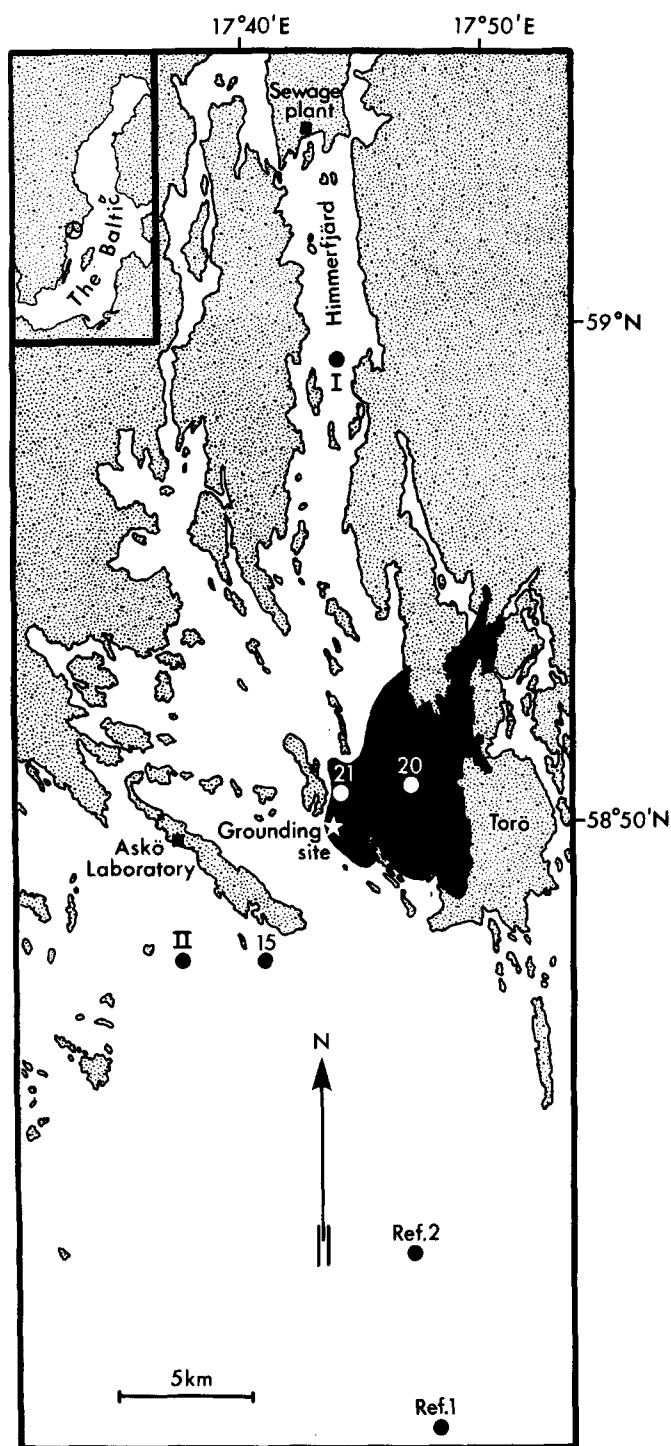 17°40'
17°50'E
Sewage
plant
The Baltic
Himmerfjärd
59°N
I
21
20
58°50'N
Grounding
site
Torö
Askö
Laboratory
II
15
N
Ref.2
5km
Ref.1